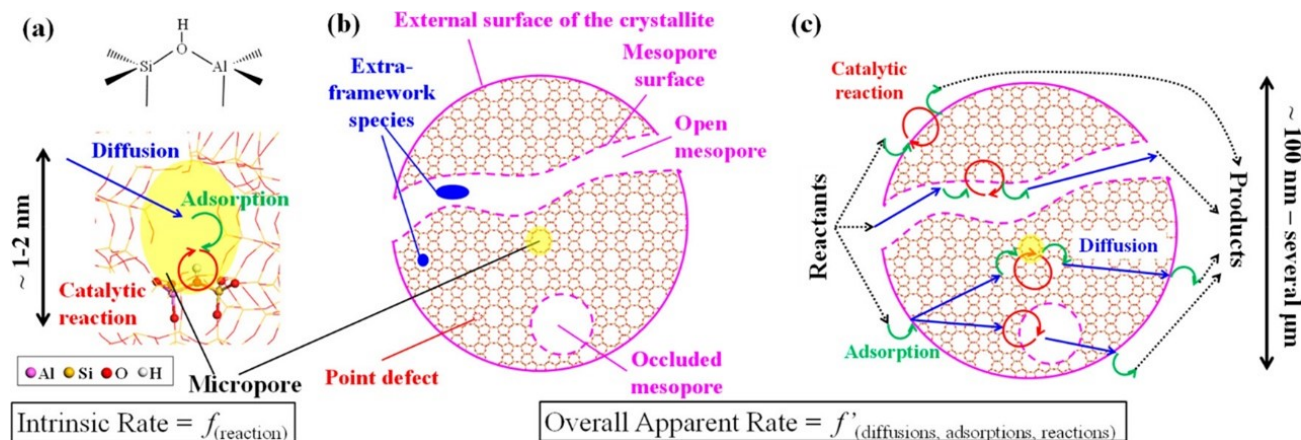 (a)
H
O
Si
Al
Diffusion
Adsorption
~ 1-2 nm
Catalytic
reaction
Al Si O H
Micropore
Intrinsic Rate = f(reaction)
(b)
External surface of the crystallite
Mesopore
surface
Extra-
framework
species
Open
mesopore
Point defect
Occluded
mesopore
(c)
Catalytic
reaction
Reactants
Diffusion
Products
Adsorption
~ 100 nm – several μm
Overall Apparent Rate = f’(diffusions, adsorptions, reactions)